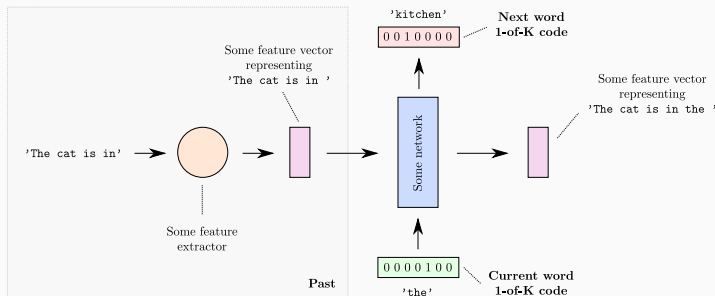 'kitchen'
0 0 1 0 0 0 0
Next word
1-of-K code
Some feature vector
representing
'The cat is in '
Some feature vector
representing
'The cat is in the '
'The cat is in'
Some network
Some feature
extractor
Past
0 0 0 0 1 0 0
'the'
Current word
1-of-K code